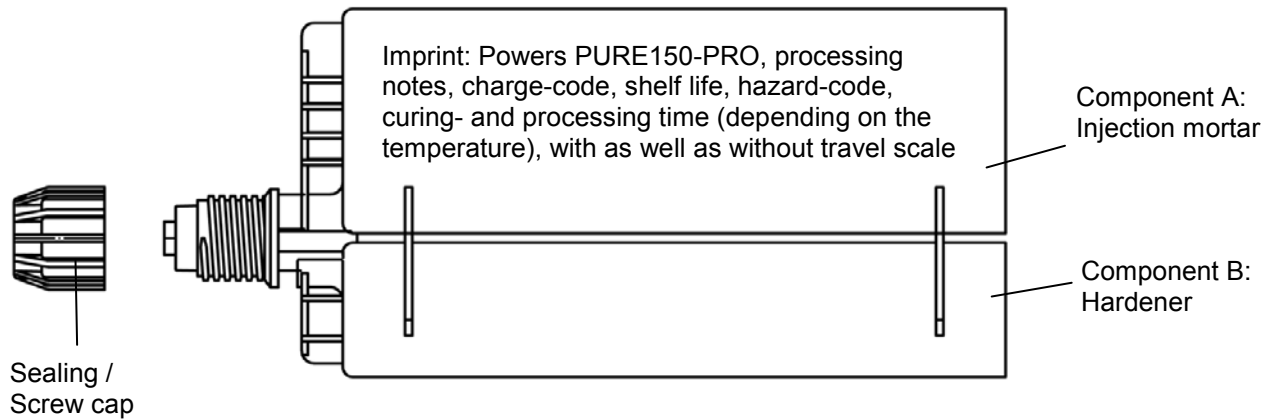 Imprint: Powers PURE150-PRO, processing
notes, charge-code, shelf life, hazard-code,
curing- and processing time (depending on the
temperature), with as well as without travel scale
Component A:
Injection mortar
Component B:
Hardener
Sealing /
Screw cap